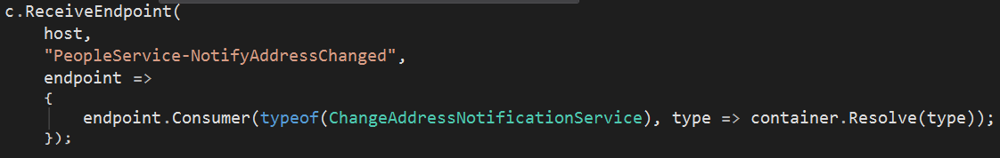 c.ReceiveEndpoint(
    host,
    "PeopleService-NotifyAddressChanged",
    endpoint =>
    {
        endpoint.Consumer(typeof(ChangeAddressNotificationService), type => container.Resolve(type));
    });